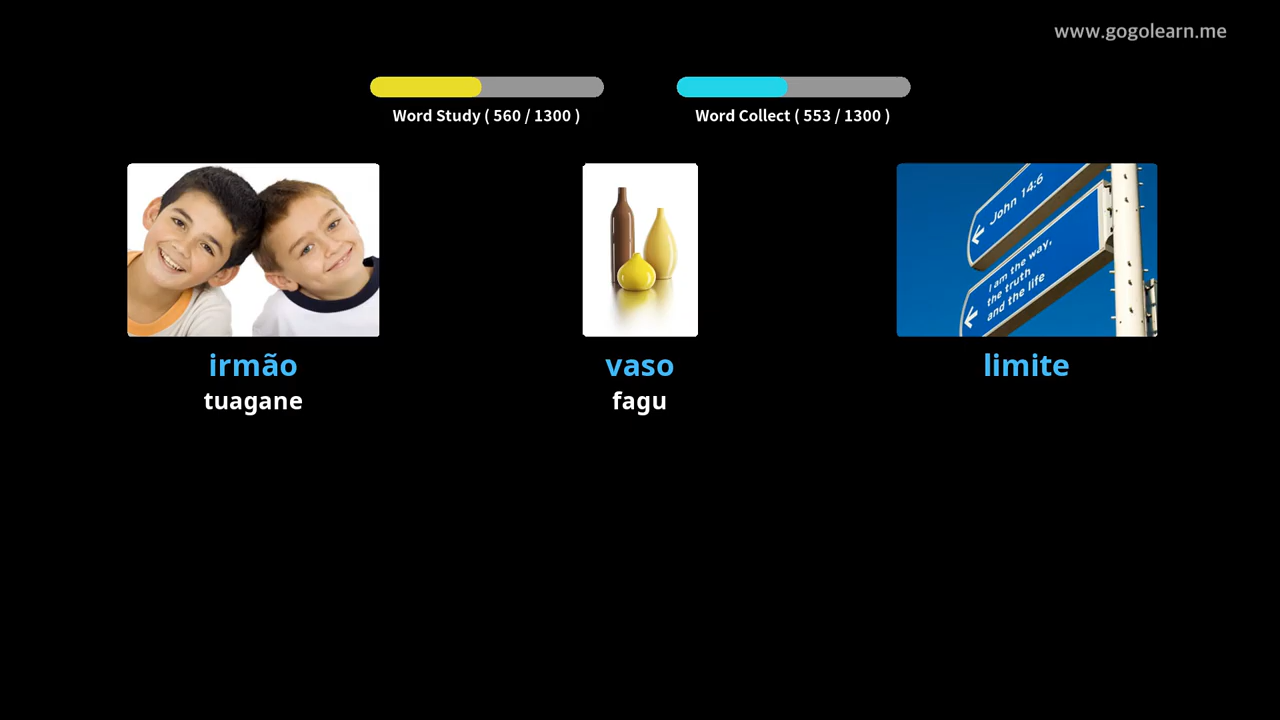 www.gogolearn.me
Word Study ( 560 / 1300 )
Word Collect ( 553 / 1300 )
John 14:6
I am the way,
the truth
and the life
irmão
vaso
limite
tuagane
fagu